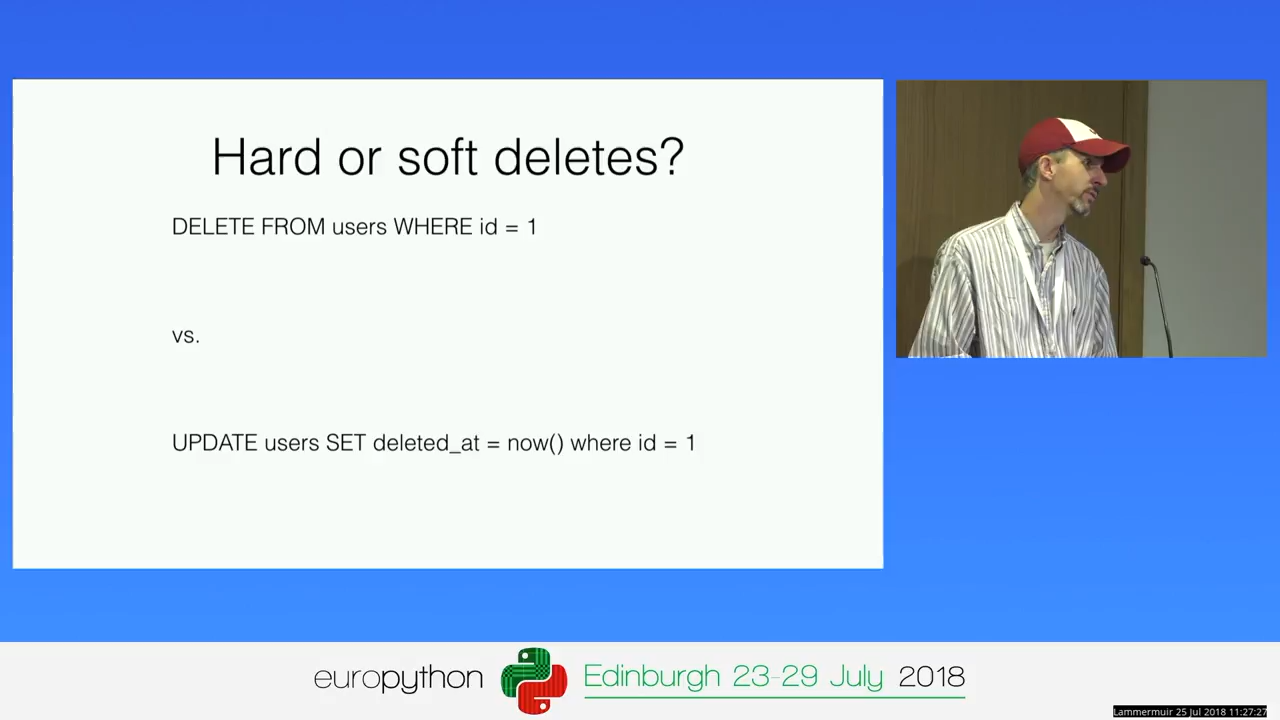 Hard or soft deletes?
DELETE FROM users WHERE id = 1
vs.
UPDATE users SET deleted_at = now() where id = 1
europython Edinburgh 23-29 July 2018
Lammermuir 25 Jul 2018 11:27:27